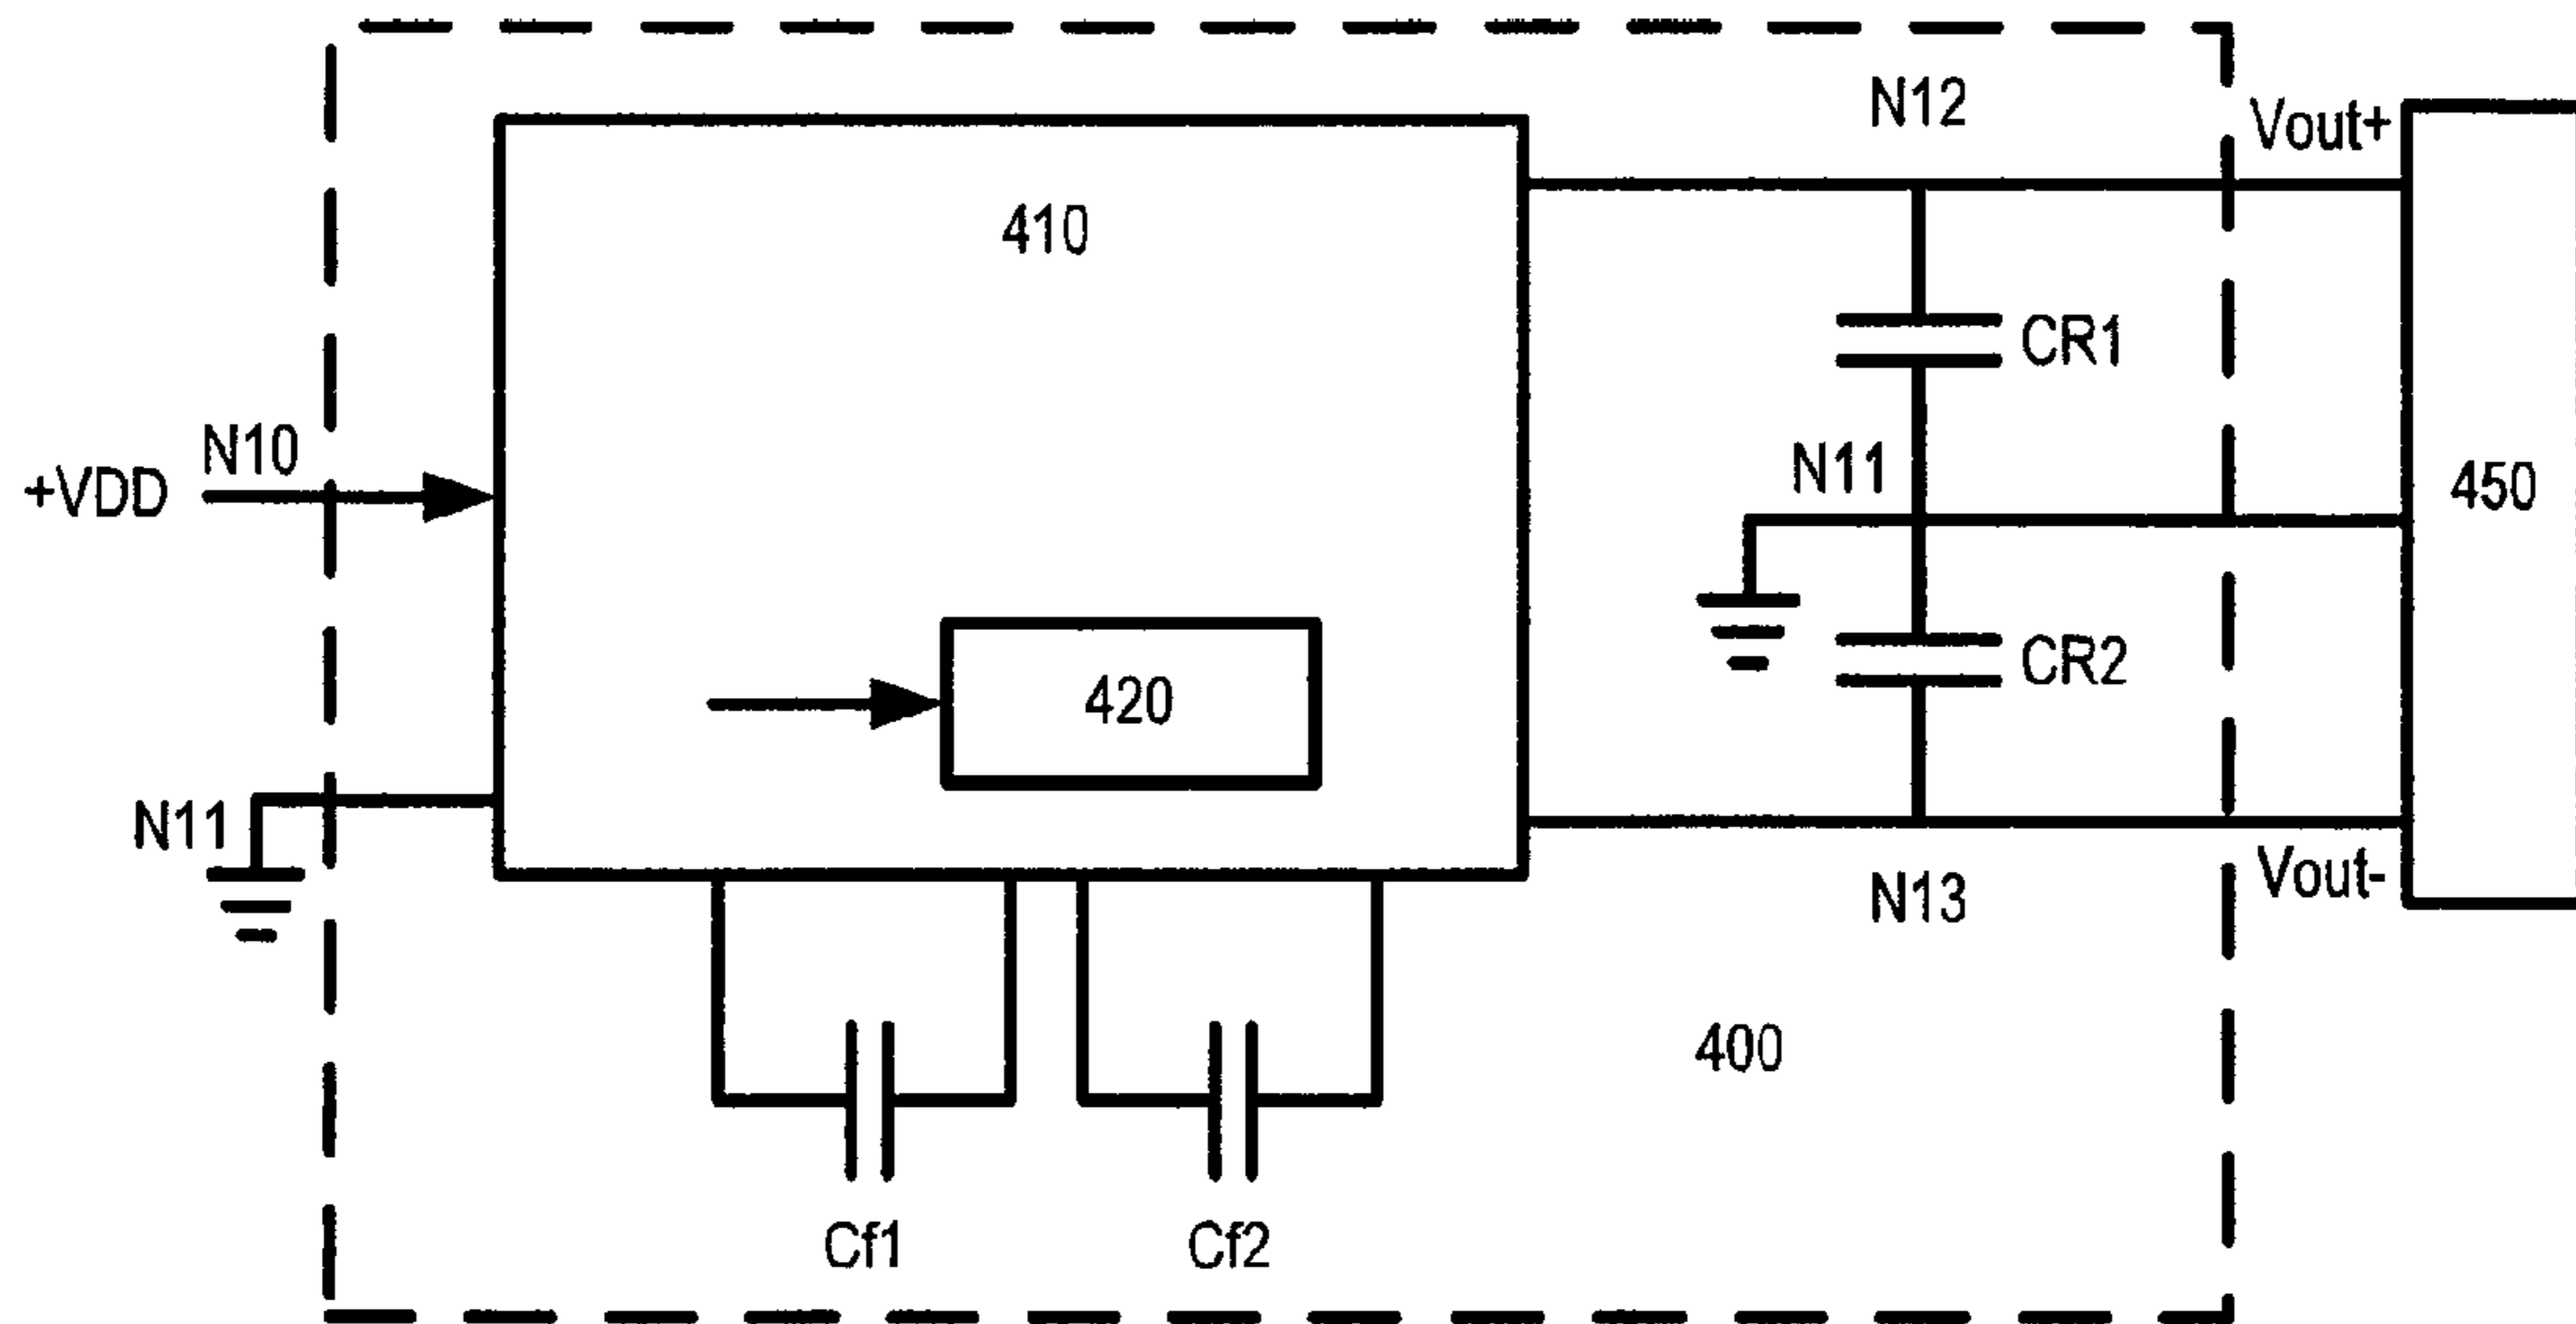 N12
Vout+
410
CR1
N10
+VDD
N11
450
CR2
420
N11
Vout-
N13
400
Cf1
Cf2